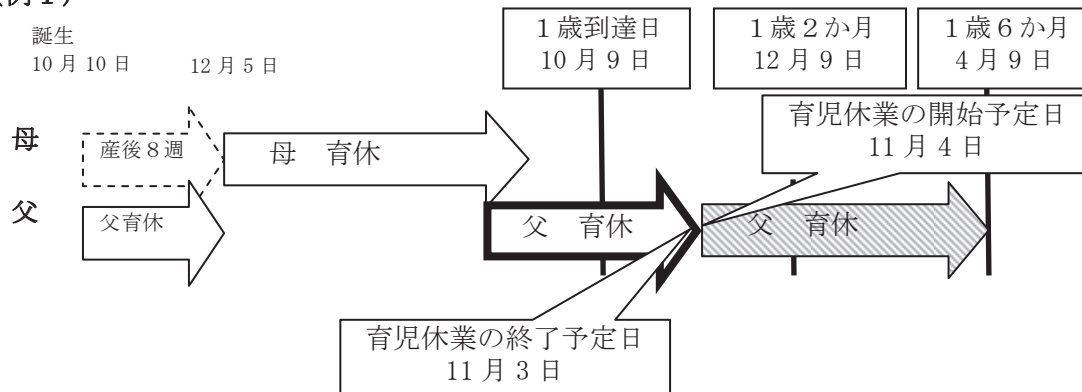 (例1)
誕生
10月10日
12月5日
1歳到達日
10月9日
1歳2か月
12月9日
1歳6か月
4月9日
育児休業の開始予定日
11月4日
母
産後8週
母 育休
父
父育休
父 育休
父 育休
育児休業の終了予定日
11月3日